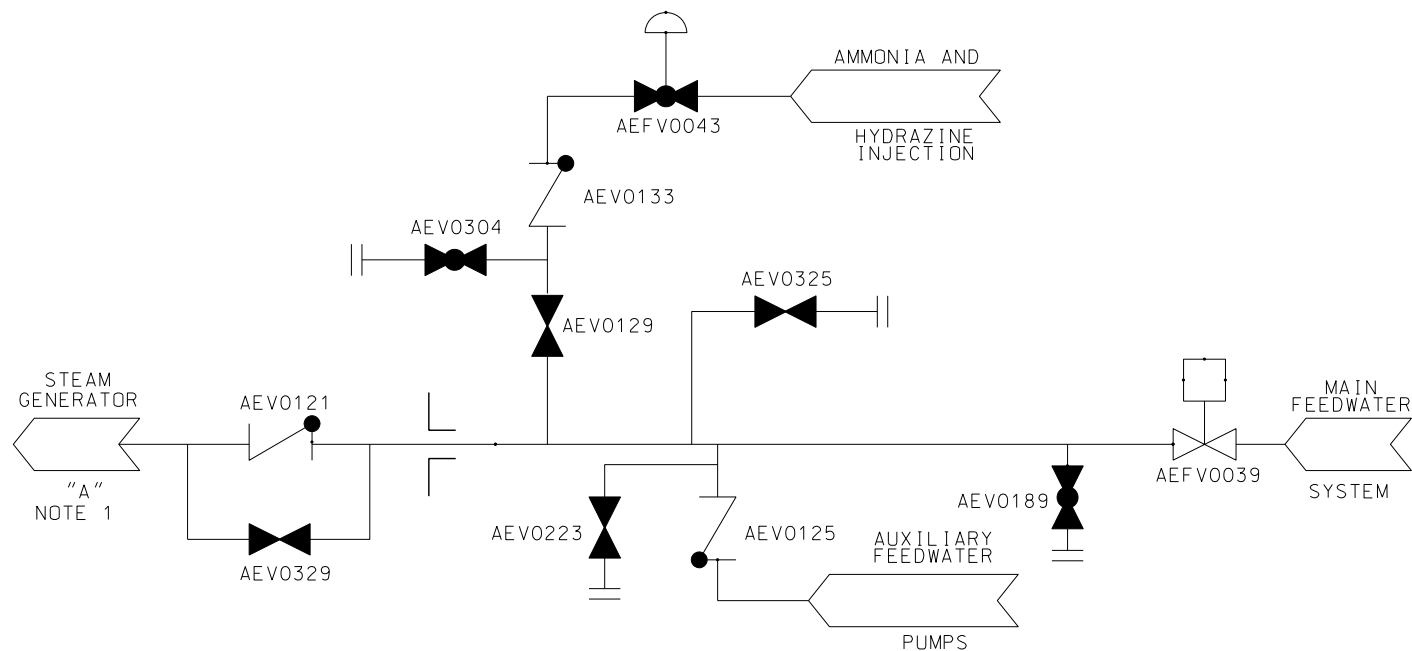 AMMONIA AND
HYDRAZINE
INJECTION
AEFV0043
AEV0133
AEV0304
AEV0325
AEV0129
STEAM
GENERATOR
"A"
NOTE 1
AEV0121
AEV0329
MAIN
FEEDWATER
SYSTEM
AEFV0039
AEV0189
AEV0223
AEV0125
AUXILIARY
FEEDWATER
PUMPS